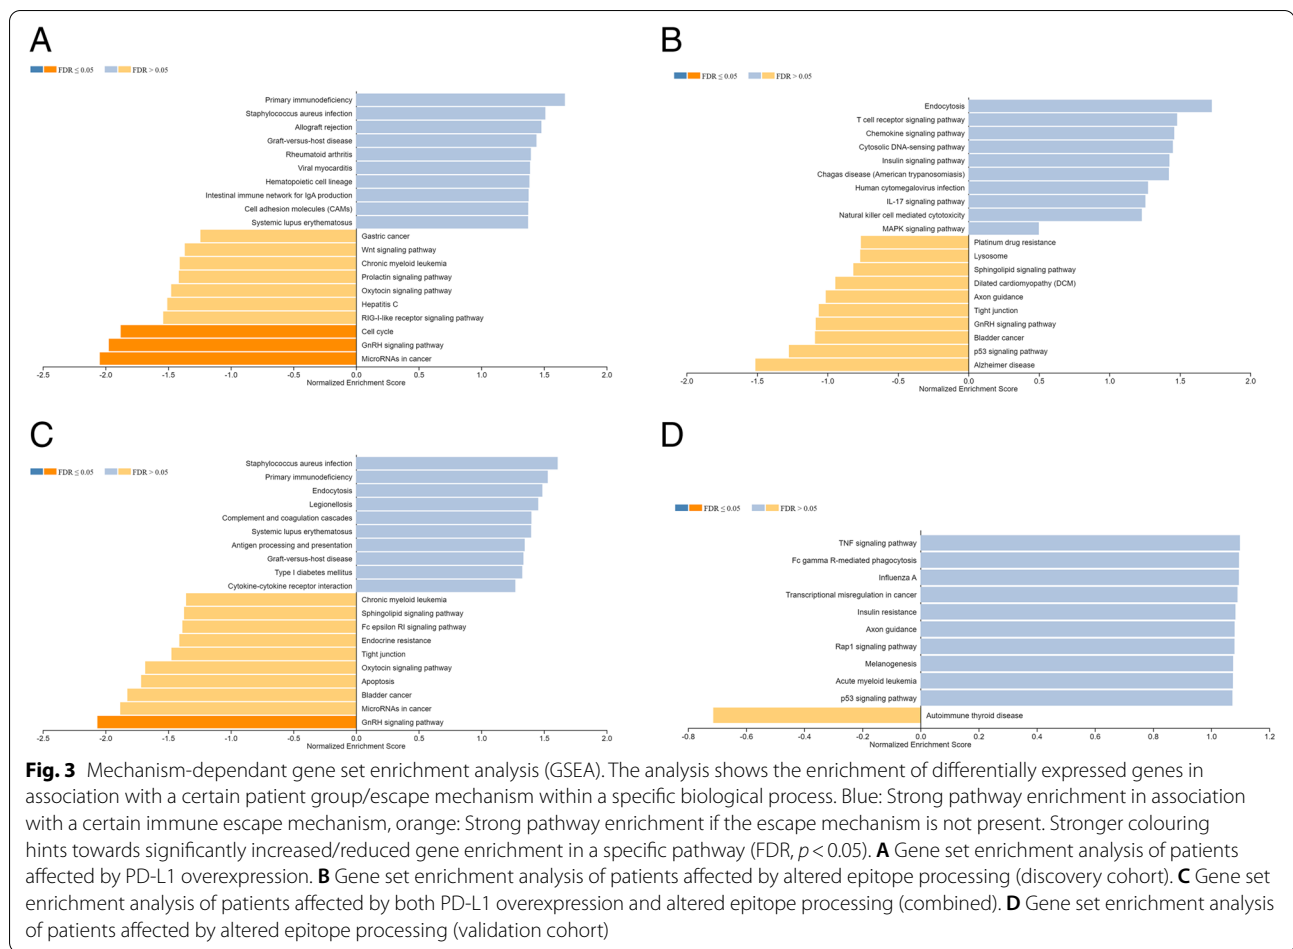 A
FDR ≤ 0.05 FDR > 0.05
Primary immunodeficiency
Staphylococcus aureus infection
Allograft rejection
Graft-versus-host disease
Rheumatoid arthritis
Viral myocarditis
Hematopoietic cell lineage
Intestinal immune network for IgA production
Cell adhesion molecules (CAMs)
Systemic lupus erythematosus
Gastric cancer
Wnt signaling pathway
Chronic myeloid leukemia
Prolactin signaling pathway
Oxytocin signaling pathway
Hepatitis C
RIG-I-like receptor signaling pathway
Cell cycle
GnRH signaling pathway
MicroRNAs in cancer
-2.5 -2.0 -1.5 -1.0 -0.5 0.0 0.5 1.0 1.5 2.0
Normalized Enrichment Score
B
FDR ≤ 0.05 FDR > 0.05
Endocytosis
T cell receptor signaling pathway
Chemokine signaling pathway
Cytosolic DNA-sensing pathway
Insulin signaling pathway
Chagas disease (American trypanosomiasis)
Human cytomegalovirus infection
IL-17 signaling pathway
Natural killer cell mediated cytotoxicity
MAPK signaling pathway
Platinum drug resistance
Lysosome
Sphingolipid signaling pathway
Dilated cardiomyopathy (DCM)
Axon guidance
Tight junction
GnRH signaling pathway
Bladder cancer
p53 signaling pathway
Alzheimer disease
-2.0 -1.5 -1.0 -0.5 0.0 0.5 1.0 1.5 2.0
Normalized Enrichment Score
C
FDR ≤ 0.05 FDR > 0.05
Staphylococcus aureus infection
Primary immunodeficiency
Endocytosis
Legionellosis
Complement and coagulation cascades
Systemic lupus erythematosus
Antigen processing and presentation
Graft-versus-host disease
Type I diabetes mellitus
Cytokine-cytokine receptor interaction
Chronic myeloid leukemia
Sphingolipid signaling pathway
Fc epsilon RI signaling pathway
Endocrine resistance
Tight junction
Oxytocin signaling pathway
Apoptosis
Bladder cancer
MicroRNAs in cancer
GnRH signaling pathway
-2.5 -2.0 -1.5 -1.0 -0.5 0.0 0.5 1.0 1.5 2.0
Normalized Enrichment Score
D
FDR ≤ 0.05 FDR > 0.05
TNF signaling pathway
Fc gamma R-mediated phagocytosis
Influenza A
Transcriptional misregulation in cancer
Insulin resistance
Axon guidance
Rap1 signaling pathway
Melanogenesis
Acute myeloid leukemia
p53 signaling pathway
Autoimmune thyroid disease
-0.8 -0.6 -0.4 -0.2 0.0 0.2 0.4 0.6 0.8 1.0 1.2
Normalized Enrichment Score
Fig. 3 Mechanism-dependant gene set enrichment analysis (GSEA). The analysis shows the enrichment of differentially expressed genes in
association with a certain patient group/escape mechanism within a specific biological process. Blue: Strong pathway enrichment in association
with a certain immune escape mechanism, orange: Strong pathway enrichment if the escape mechanism is not present. Stronger colouring
hints towards significantly increased/reduced gene enrichment in a specific pathway (FDR, p < 0.05). A Gene set enrichment analysis of patients
affected by PD-L1 overexpression. B Gene set enrichment analysis of patients affected by altered epitope processing (discovery cohort). C Gene set
enrichment analysis of patients affected by both PD-L1 overexpression and altered epitope processing (combined). D Gene set enrichment analysis
of patients affected by altered epitope processing (validation cohort)